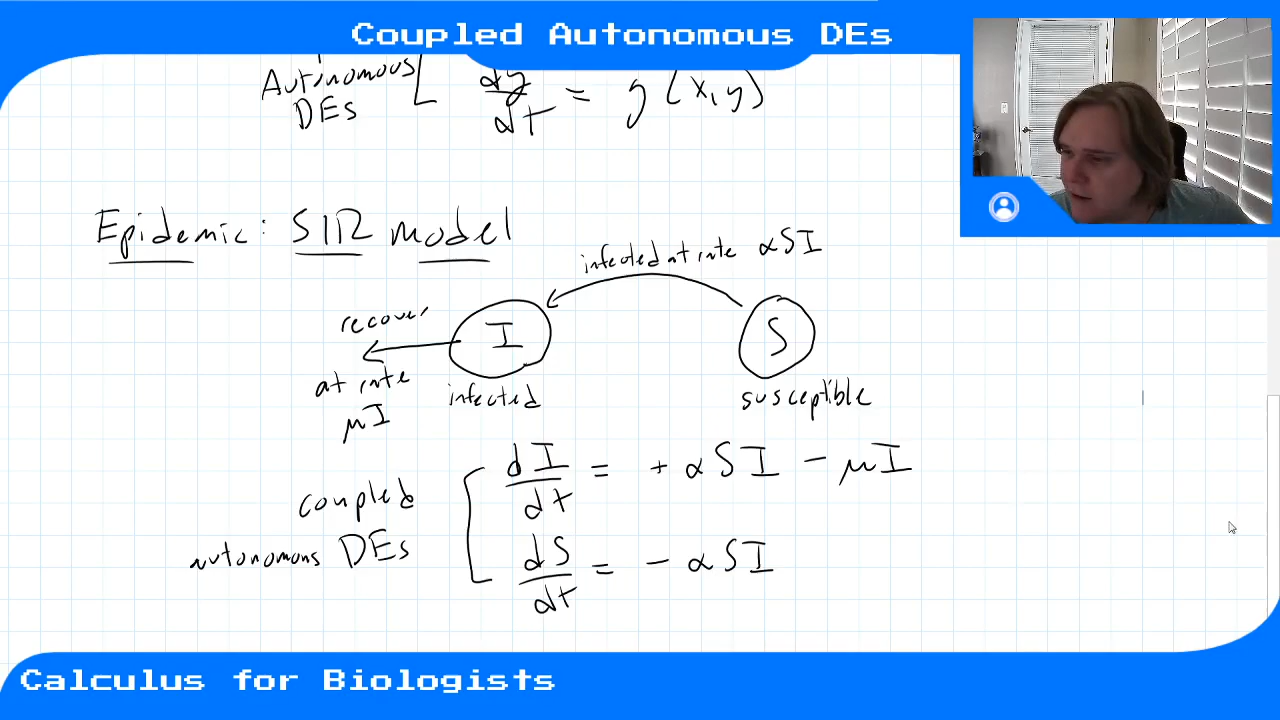 Coupled Autonomous DEs
Autonomous
DEs
dy/dt = g(x,y)
Epidemic: SIR model
infected at rate αSI
recover
I
S
at rate
μI
infected
susceptible
coupled
autonomous DEs
dI/dt = + αSI - μI
dS/dt = - αSI
Calculus for Biologists